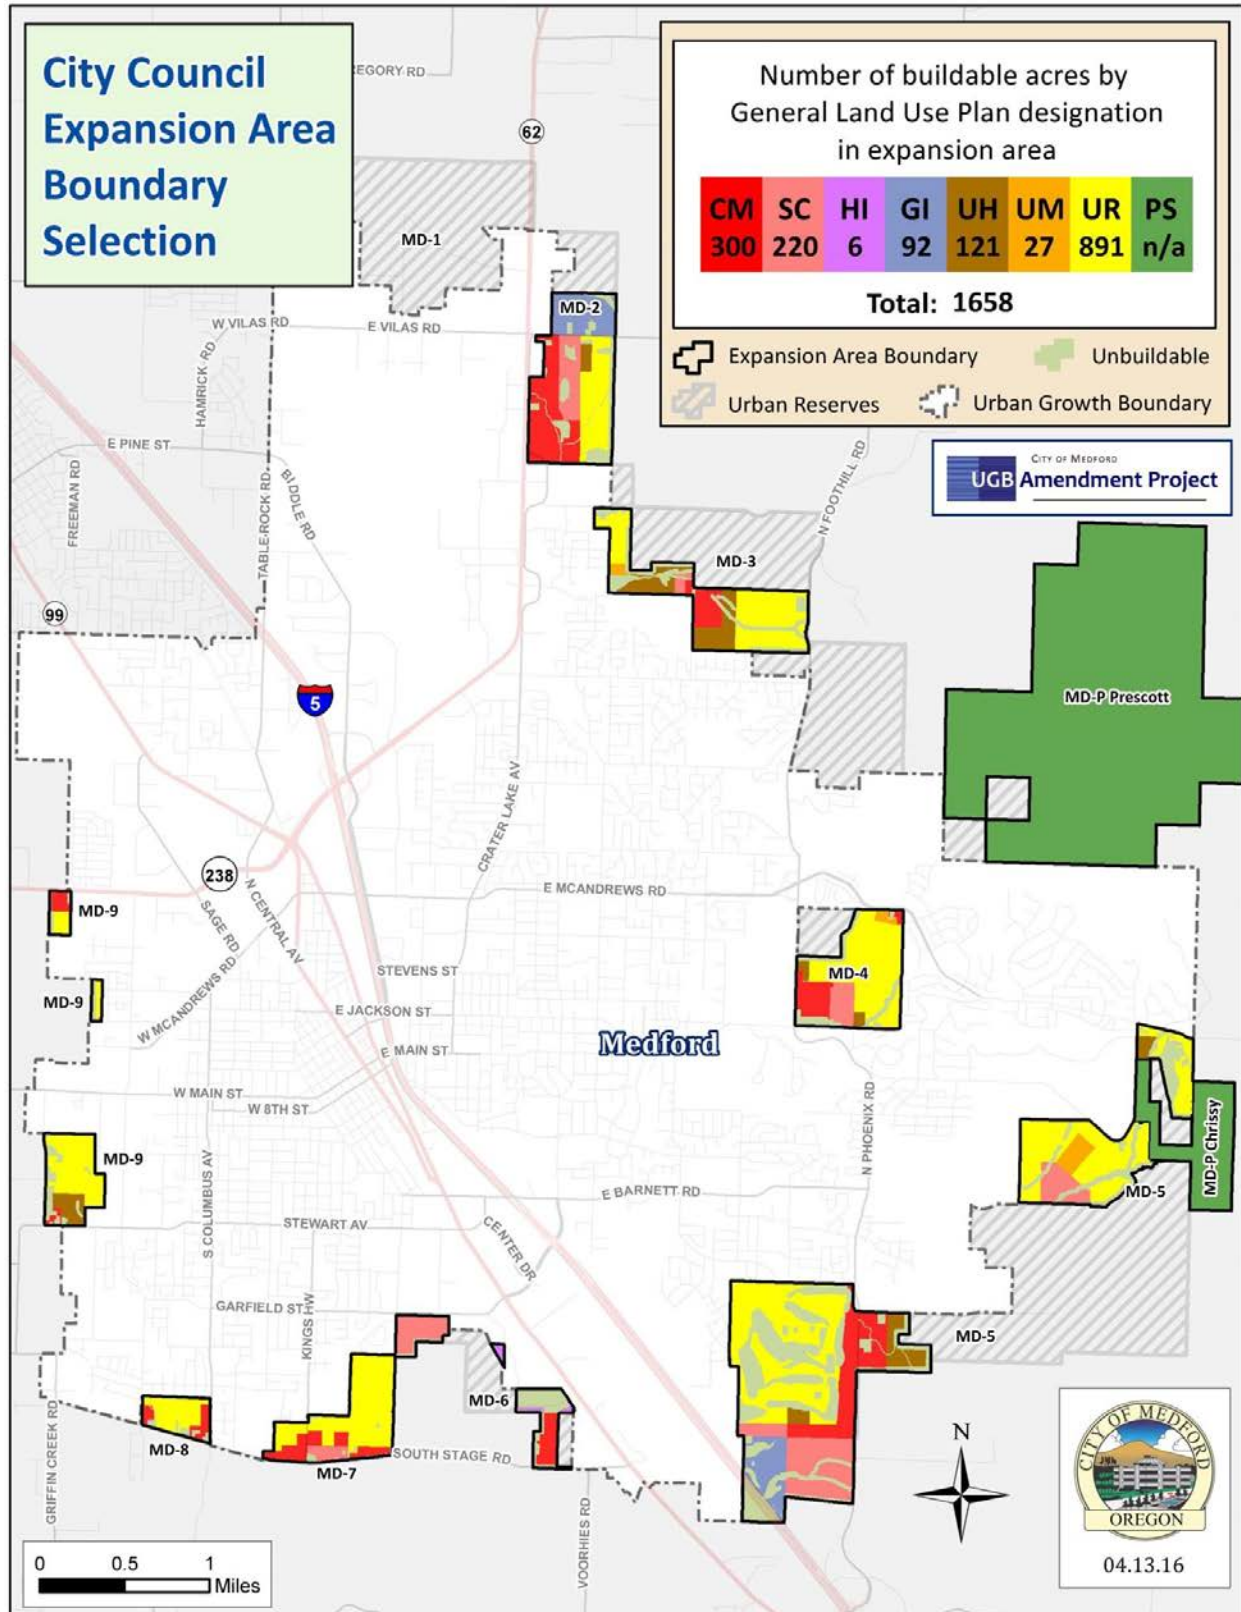 City Council
Expansion Area
Boundary
Selection
Number of buildable acres by
General Land Use Plan designation
in expansion area
CM SC HI GI UH UM UR PS
300 220 6 92 121 27 891 n/a
Total: 1658
Expansion Area Boundary
Unbuildable
Urban Reserves
Urban Growth Boundary
CITY OF MEDFORD
UGB Amendment Project
EGORY RD
62
MD-1
MD-2
W VILAS RD
E VILAS RD
HAMRICK RD
E PINE ST
FREEMAN RD
TABLE ROCK RD
BIDDLE RD
N FOOTHILL RD
MD-3
99
5
MD-P Prescott
CRATER LAKE AV
238
E MCANDREWS RD
N CENTRAL AV
SAGE RD
MD-9
W MCANDREWS RD
STEVENS ST
MD-4
MD-9
E JACKSON ST
Medford
E MAIN ST
W MAIN ST
W 8TH ST
N PHOENIX RD
MD-P Chrissy
MD-9
S COLUMBUS AV
E BARNETT RD
MD-5
STEWART AV
CENTER DR
GARFIELD ST
KINGS HW
MD-5
MD-6
GRIFFIN CREEK RD
MD-8
MD-7
SOUTH STAGE RD
VOORHIES RD
N
CITY OF MEDFORD
OREGON
04.13.16
0 0.5 1
Miles